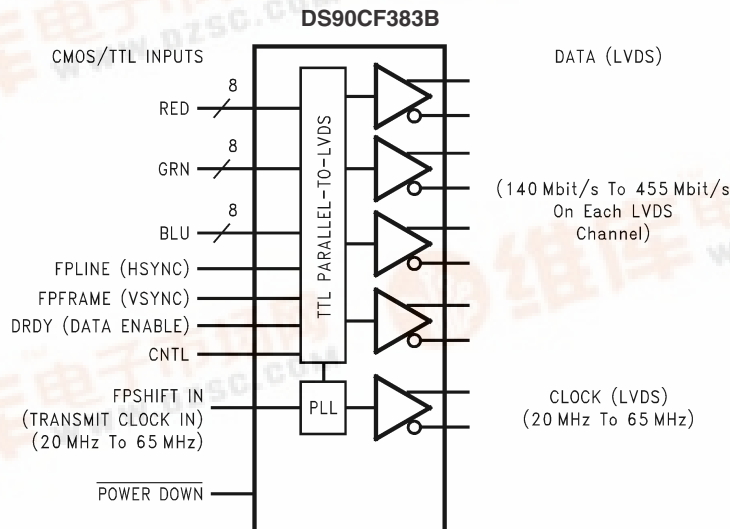 DS90CF383B
CMOS/TTL INPUTS
DATA (LVDS)
RED
8
GRN
8
BLU
8
FPLINE (HSYNC)
FPFRAME (VSYNC)
DRDY (DATA ENABLE)
CNTL
FPSHIFT IN
(TRANSMIT CLOCK IN)
(20 MHz To 65 MHz)
POWER DOWN
TTL PARALLEL-TO-LVDS
PLL
(140 Mbit/s To 455 Mbit/s
On Each LVDS
Channel)
CLOCK (LVDS)
(20 MHz To 65 MHz)